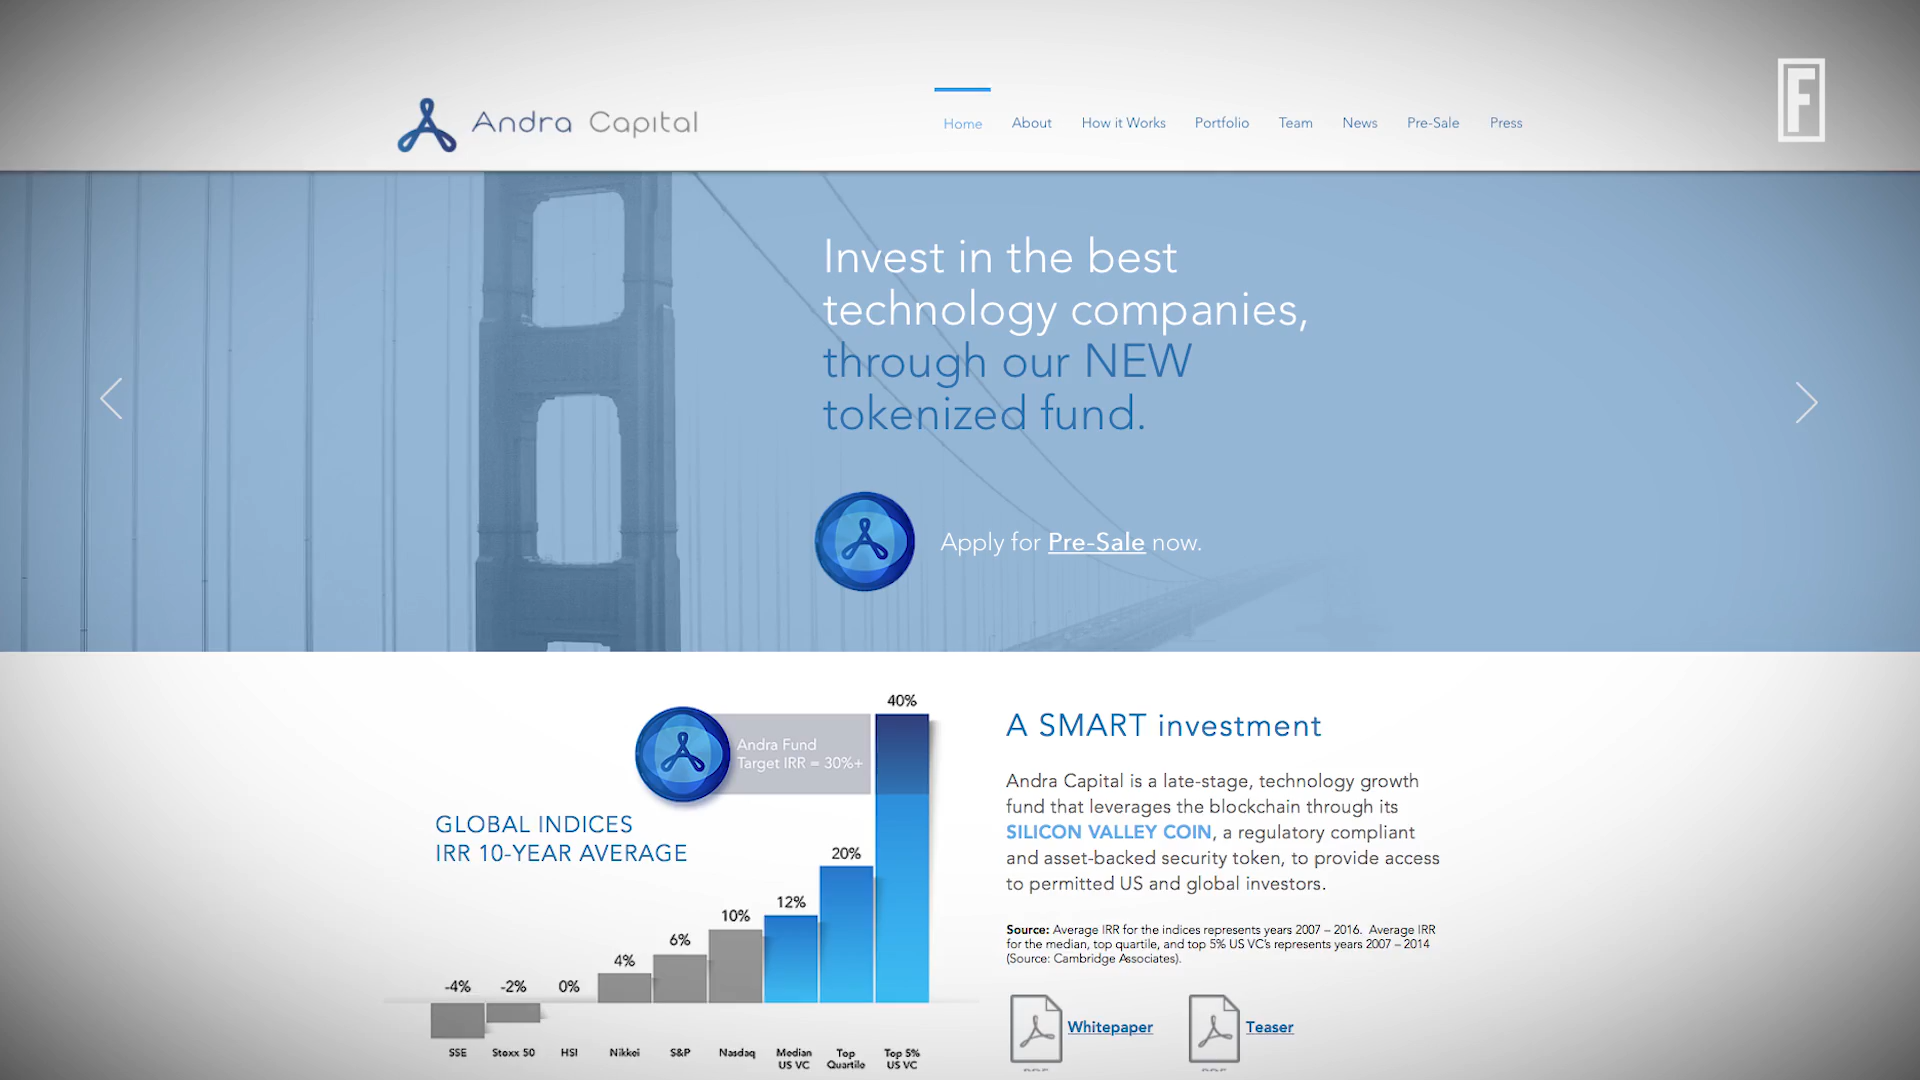 F
Andra Capital
Home About How it Works Portfolio Team News Pre-Sale Press
Invest in the best
technology companies,
through our NEW
tokenized fund.
Apply for Pre-Sale now.
40%
Andra Fund
Target IRR = 30%+
GLOBAL INDICES
IRR 10-YEAR AVERAGE
20%
12%
10%
6%
4%
-4% -2% 0%
SSE Stoxx 50 HSI Nikkei S&P Nasdaq Median US VC Top Quartile Top 5% US VC
A SMART investment
Andra Capital is a late-stage, technology growth
fund that leverages the blockchain through its
SILICON VALLEY COIN, a regulatory compliant
and asset-backed security token, to provide access
to permitted US and global investors.
Source: Average IRR for the indices represents years 2007 – 2016. Average IRR
for the median, top quartile, and top 5% US VC's represents years 2007 – 2014
(Source: Cambridge Associates).
Whitepaper Teaser